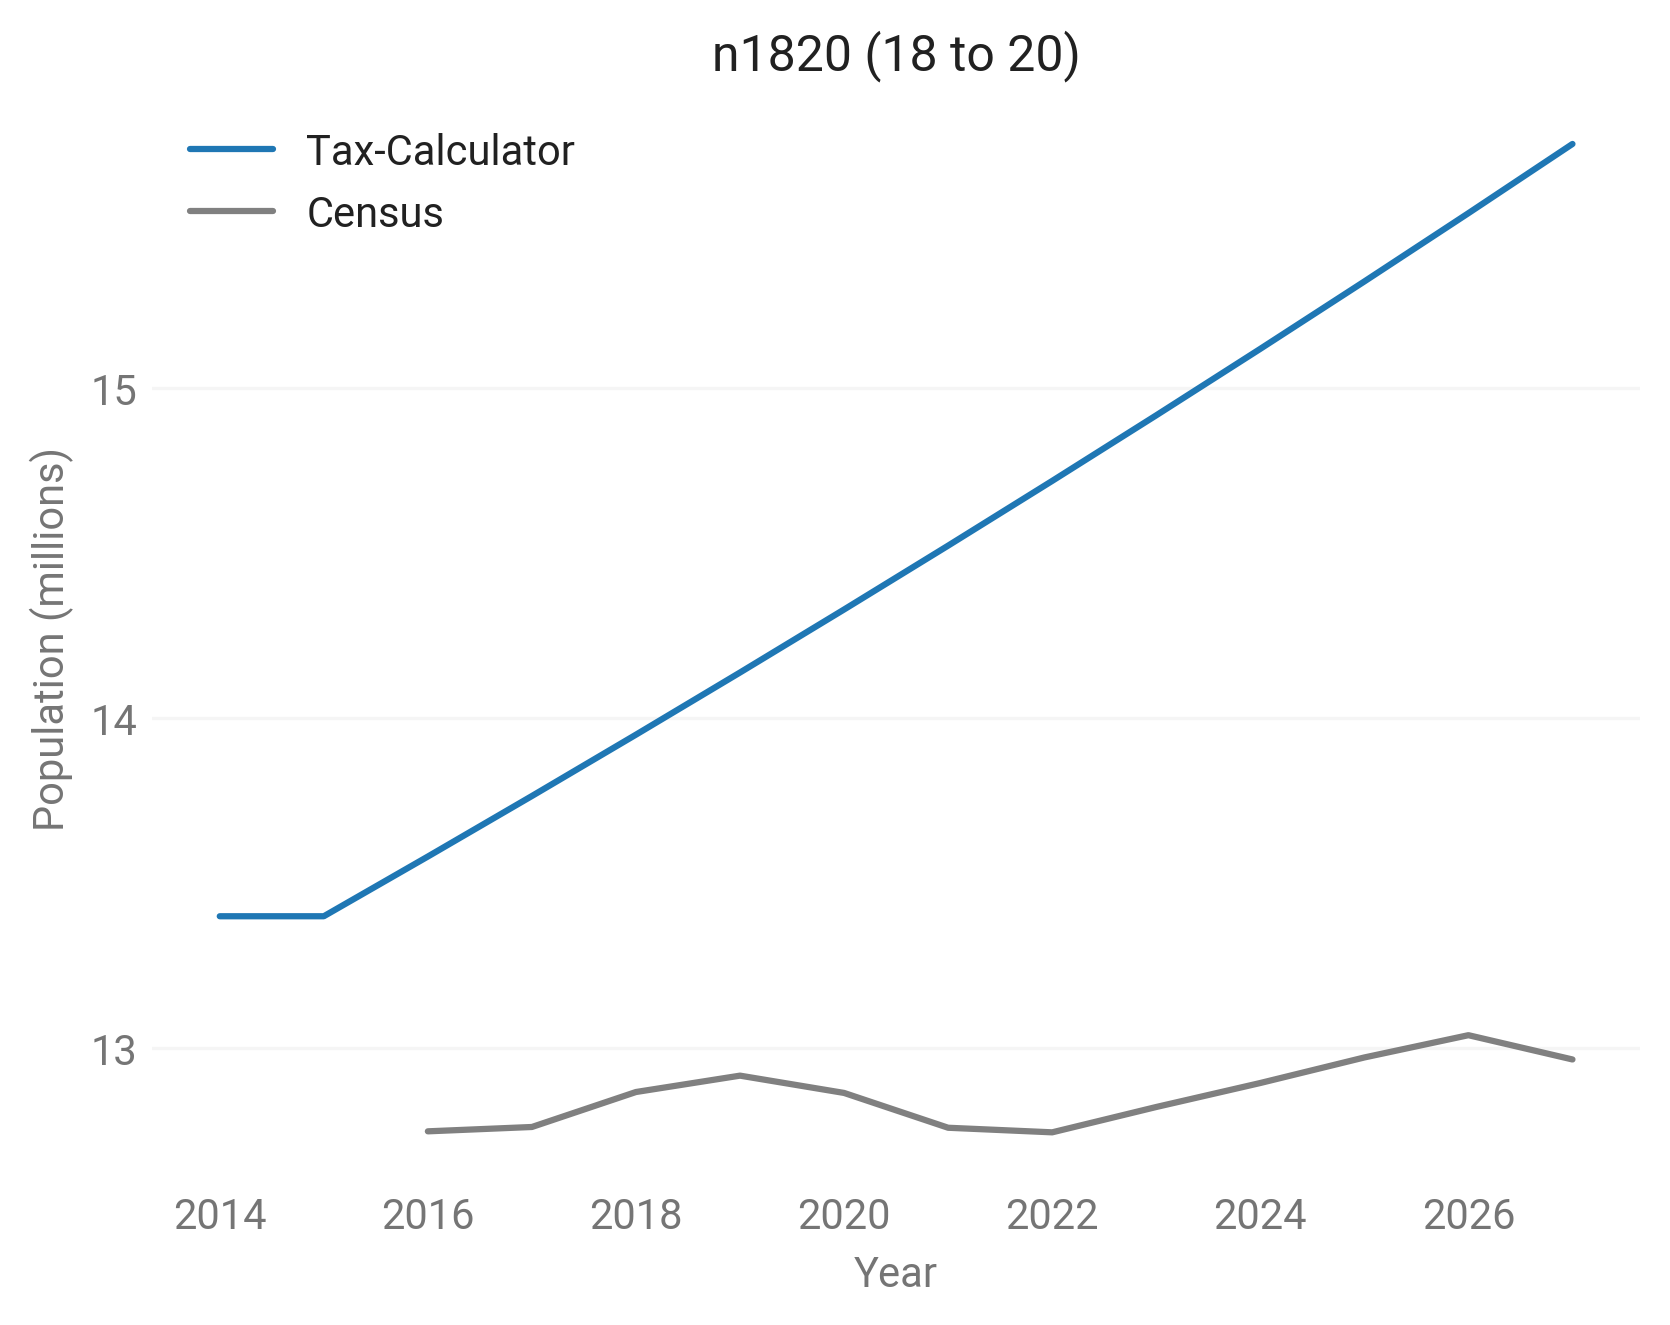 n1820 (18 to 20)
Tax-Calculator
Census
15
14
13
Population (millions)
2014 2016 2018 2020 2022 2024 2026
Year